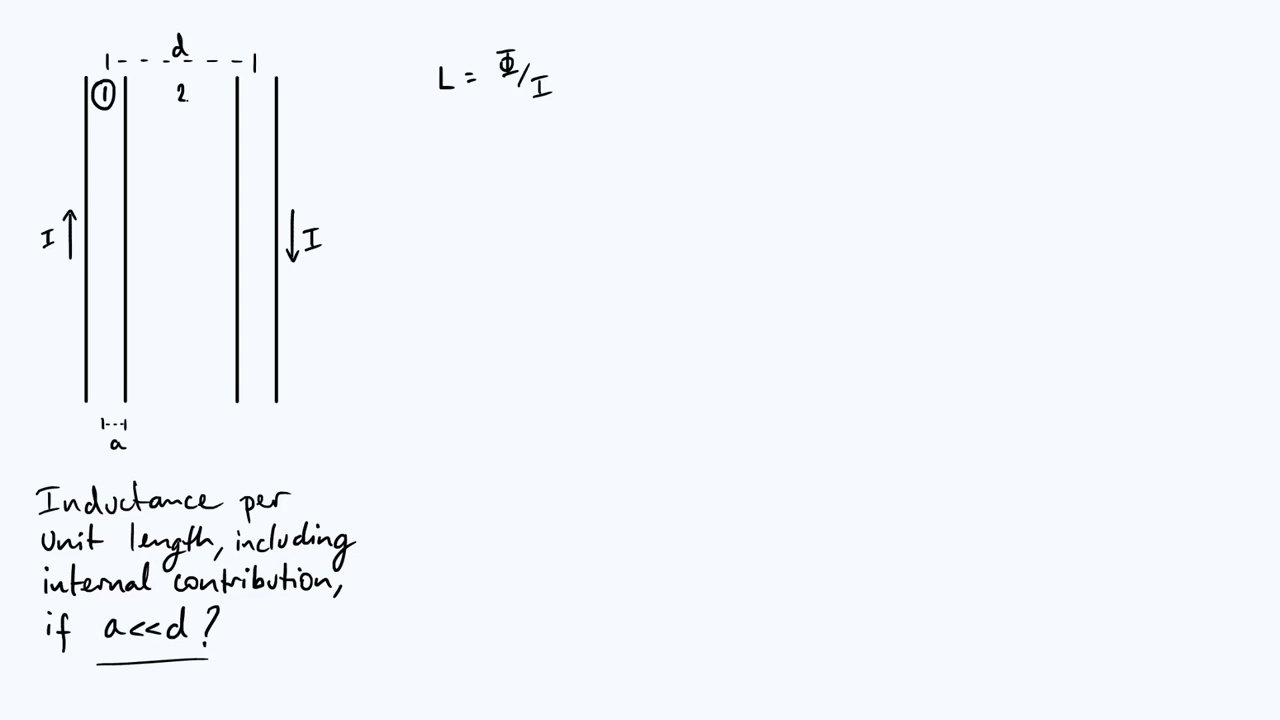 d
① 2.
L = Φ/I
I I
a
Inductance per
unit length, including
internal contribution,
if a<<d?